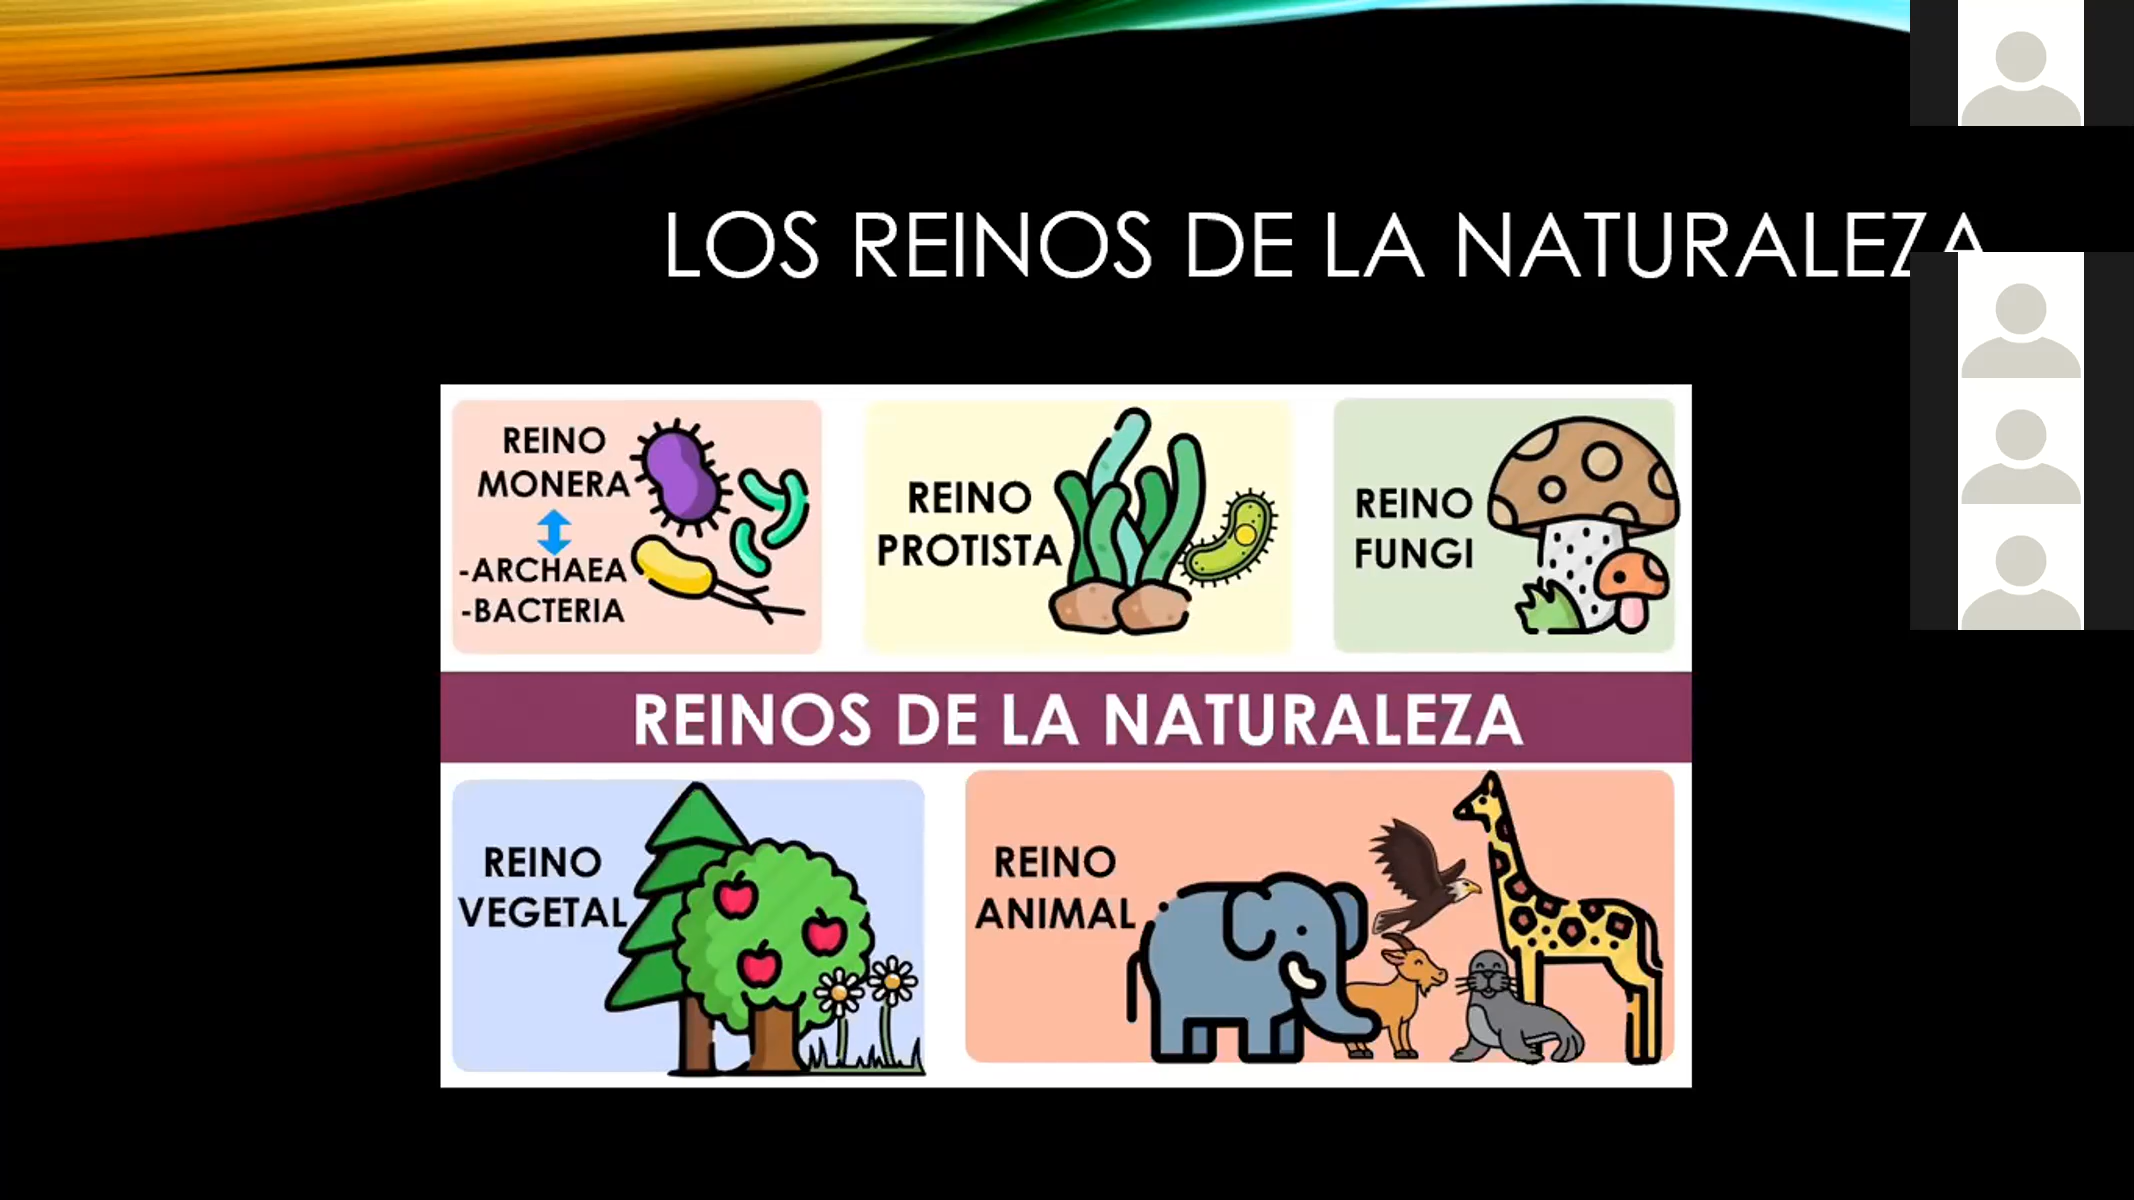 LOS REINOS DE LA NATURALEZA
REINO
MONERA
-ARCHAEA
-BACTERIA
REINO
PROTISTA
REINO
FUNGI
REINOS DE LA NATURALEZA
REINO
VEGETAL
REINO
ANIMAL